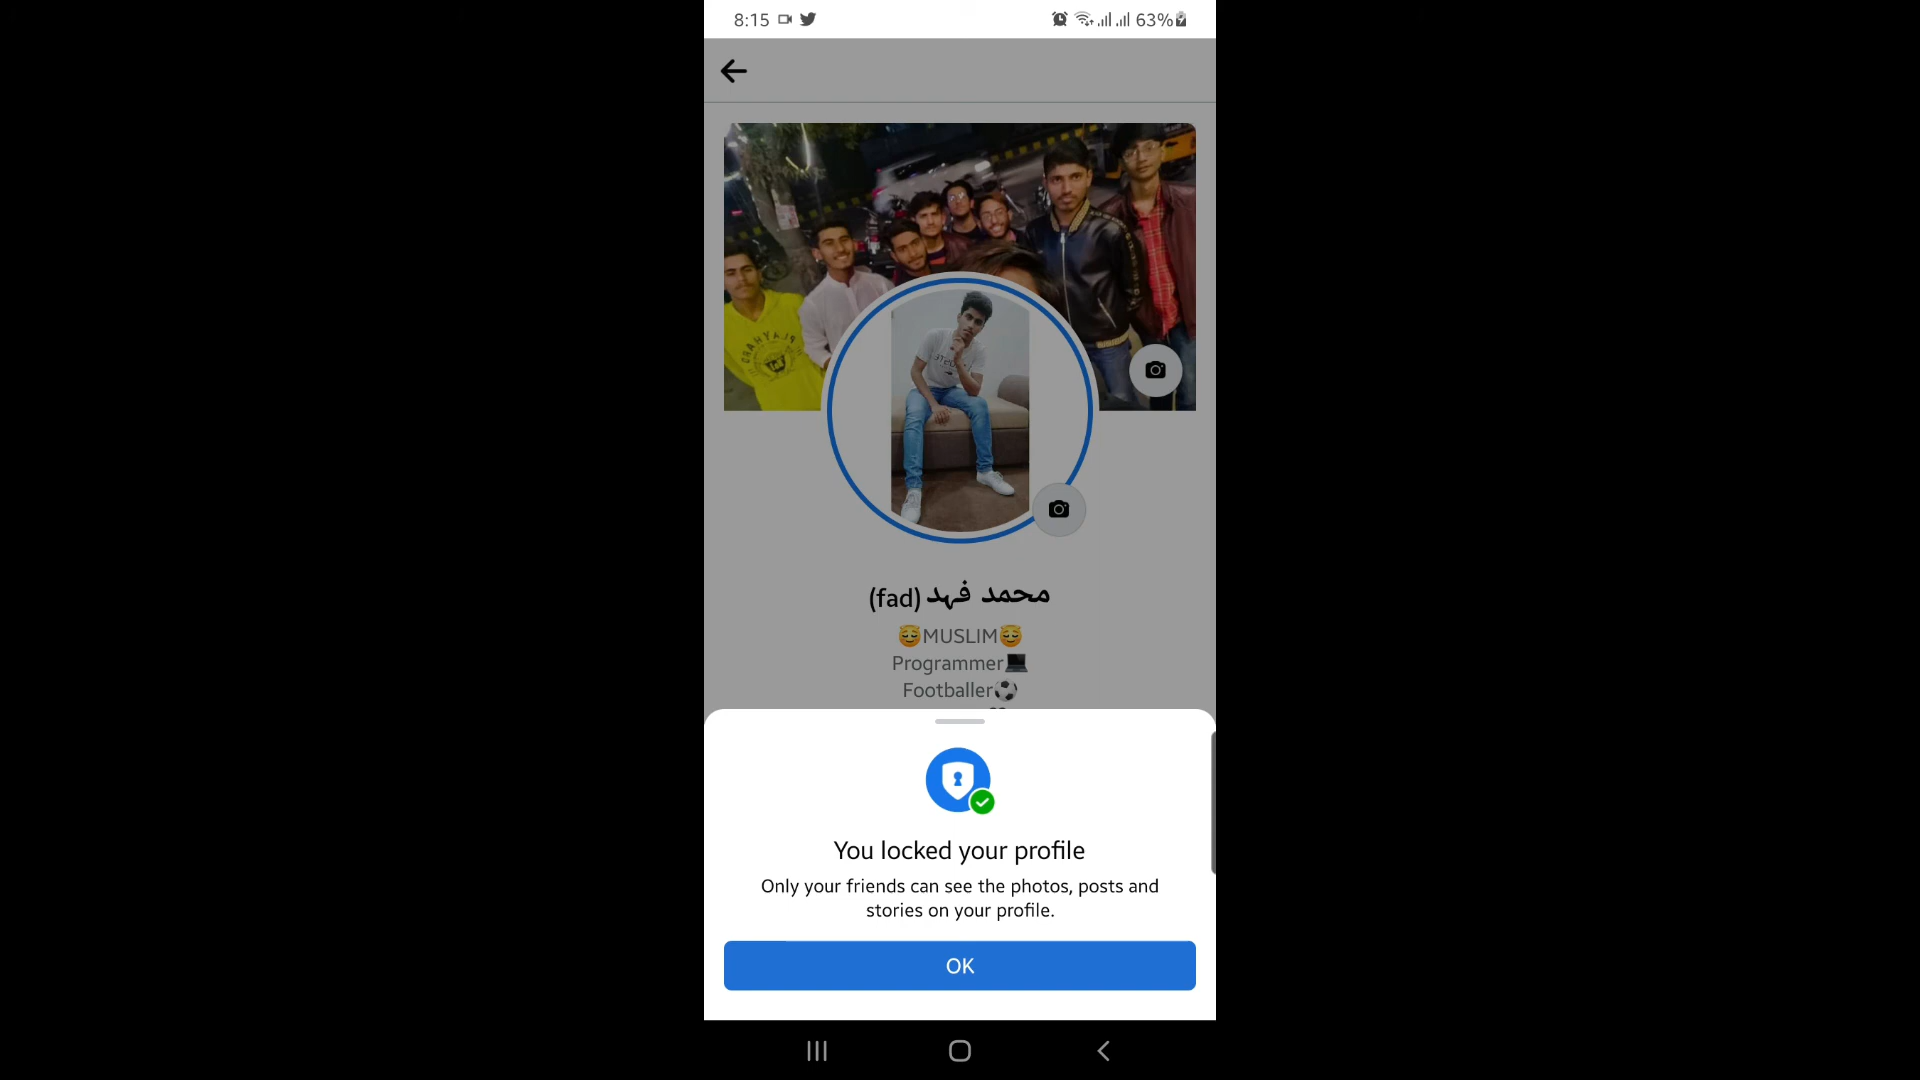 8:15
63%
محمد فہد (fad)
😇MUSLIM😇
Programmer💻
Footballer⚽
You locked your profile
Only your friends can see the photos, posts and
stories on your profile.
OK